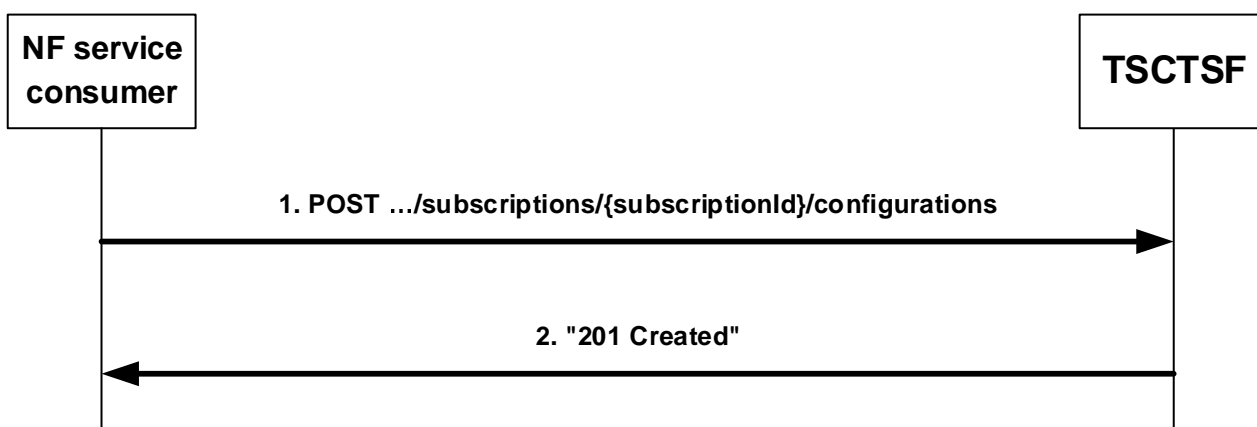 NF service
consumer
TSCTSF
1. POST …/subscriptions/{subscriptionId}/configurations
2. "201 Created"